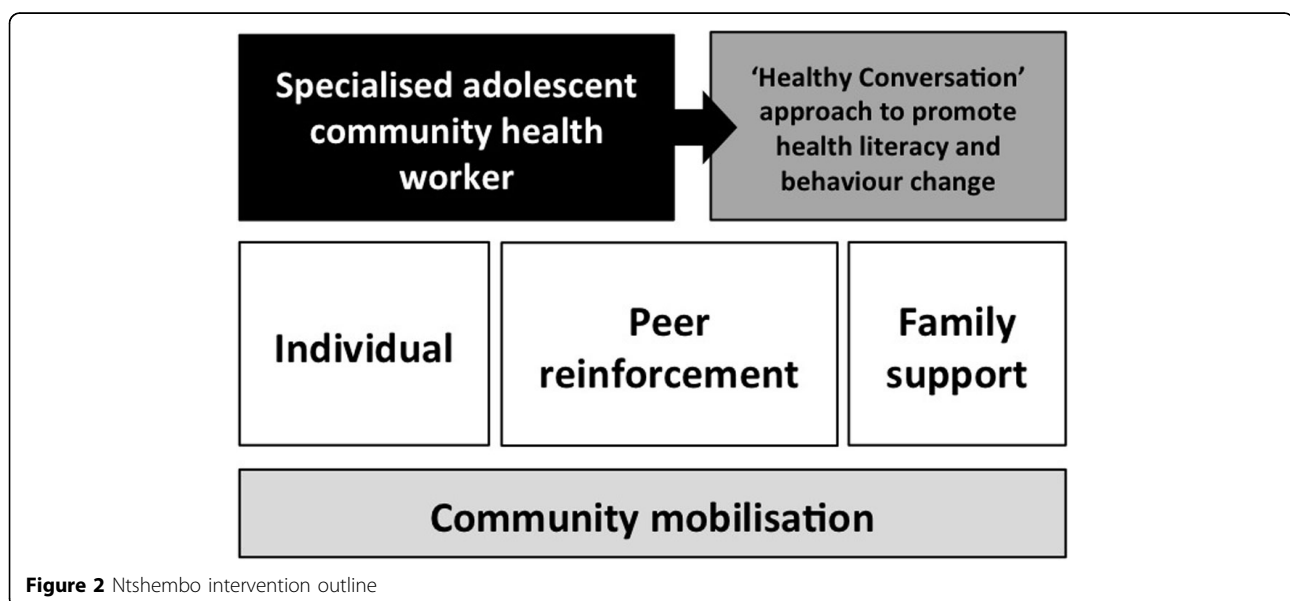 Specialised adolescent
community health
worker
‘Healthy Conversation’
approach to promote
health literacy and
behaviour change
Individual
Peer
reinforcement
Family
support
Community mobilisation
Figure 2 Ntshembo intervention outline